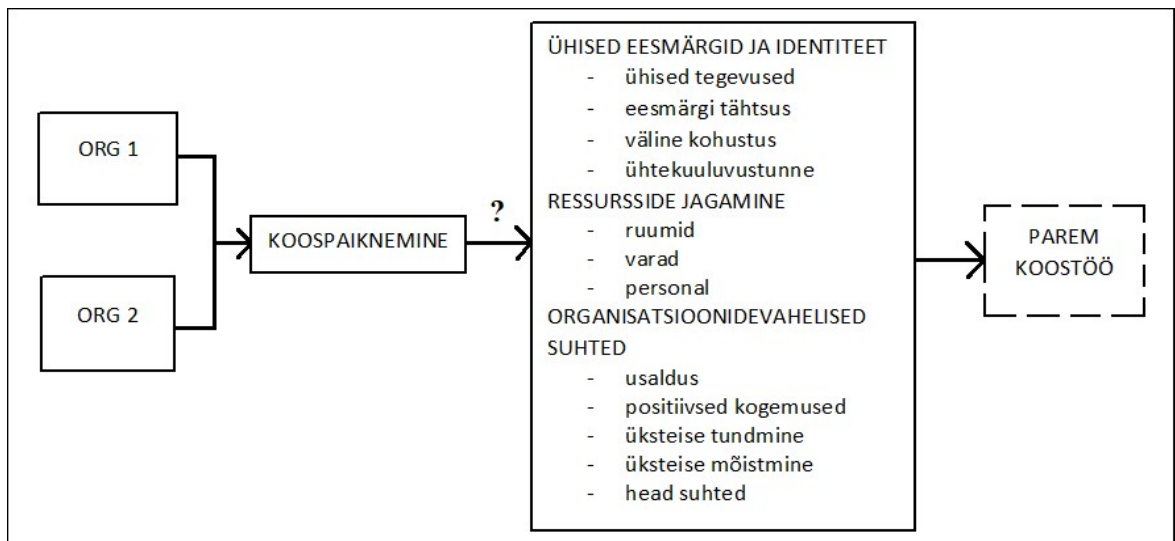 ORG 1
ORG 2
KOOSPAIKNEMINE
?
ÜHISED EESMÄRGID JA IDENTITEET
- ühised tegevused
- eesmärgi tähtsus
- väline kohustus
- ühtekuuluvustunne
RESSURSSIDE JAGAMINE
- ruumid
- varad
- personal
ORGANISATSIOONIDEVAHELISED
SUHTED
- usaldus
- positiivsed kogemused
- üksteise tundmine
- üksteise mõistmine
- head suhted
PAREM
KOOSTÖÖ